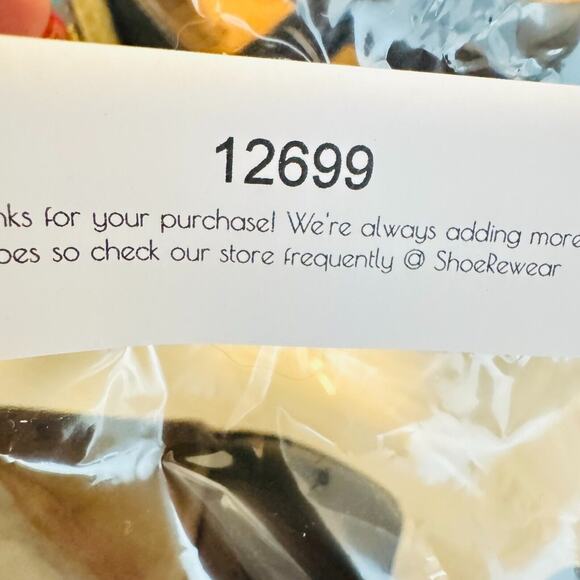 12699
nks for your purchase! We're always adding more
oes so check our store frequently @ ShoeRewear